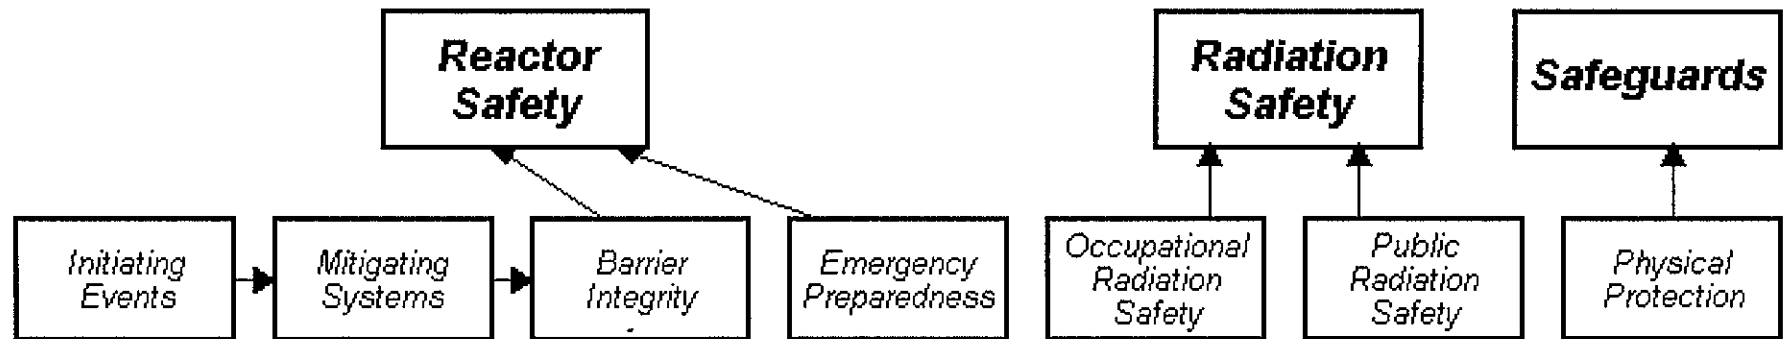 Reactor
Safety
Radiation
Safety
Safeguards
Initiating
Events
Mitigating
Systems
Barrier
Integrity
Emergency
Preparedness
Occupational
Radiation
Safety
Public
Radiation
Safety
Physical
Protection